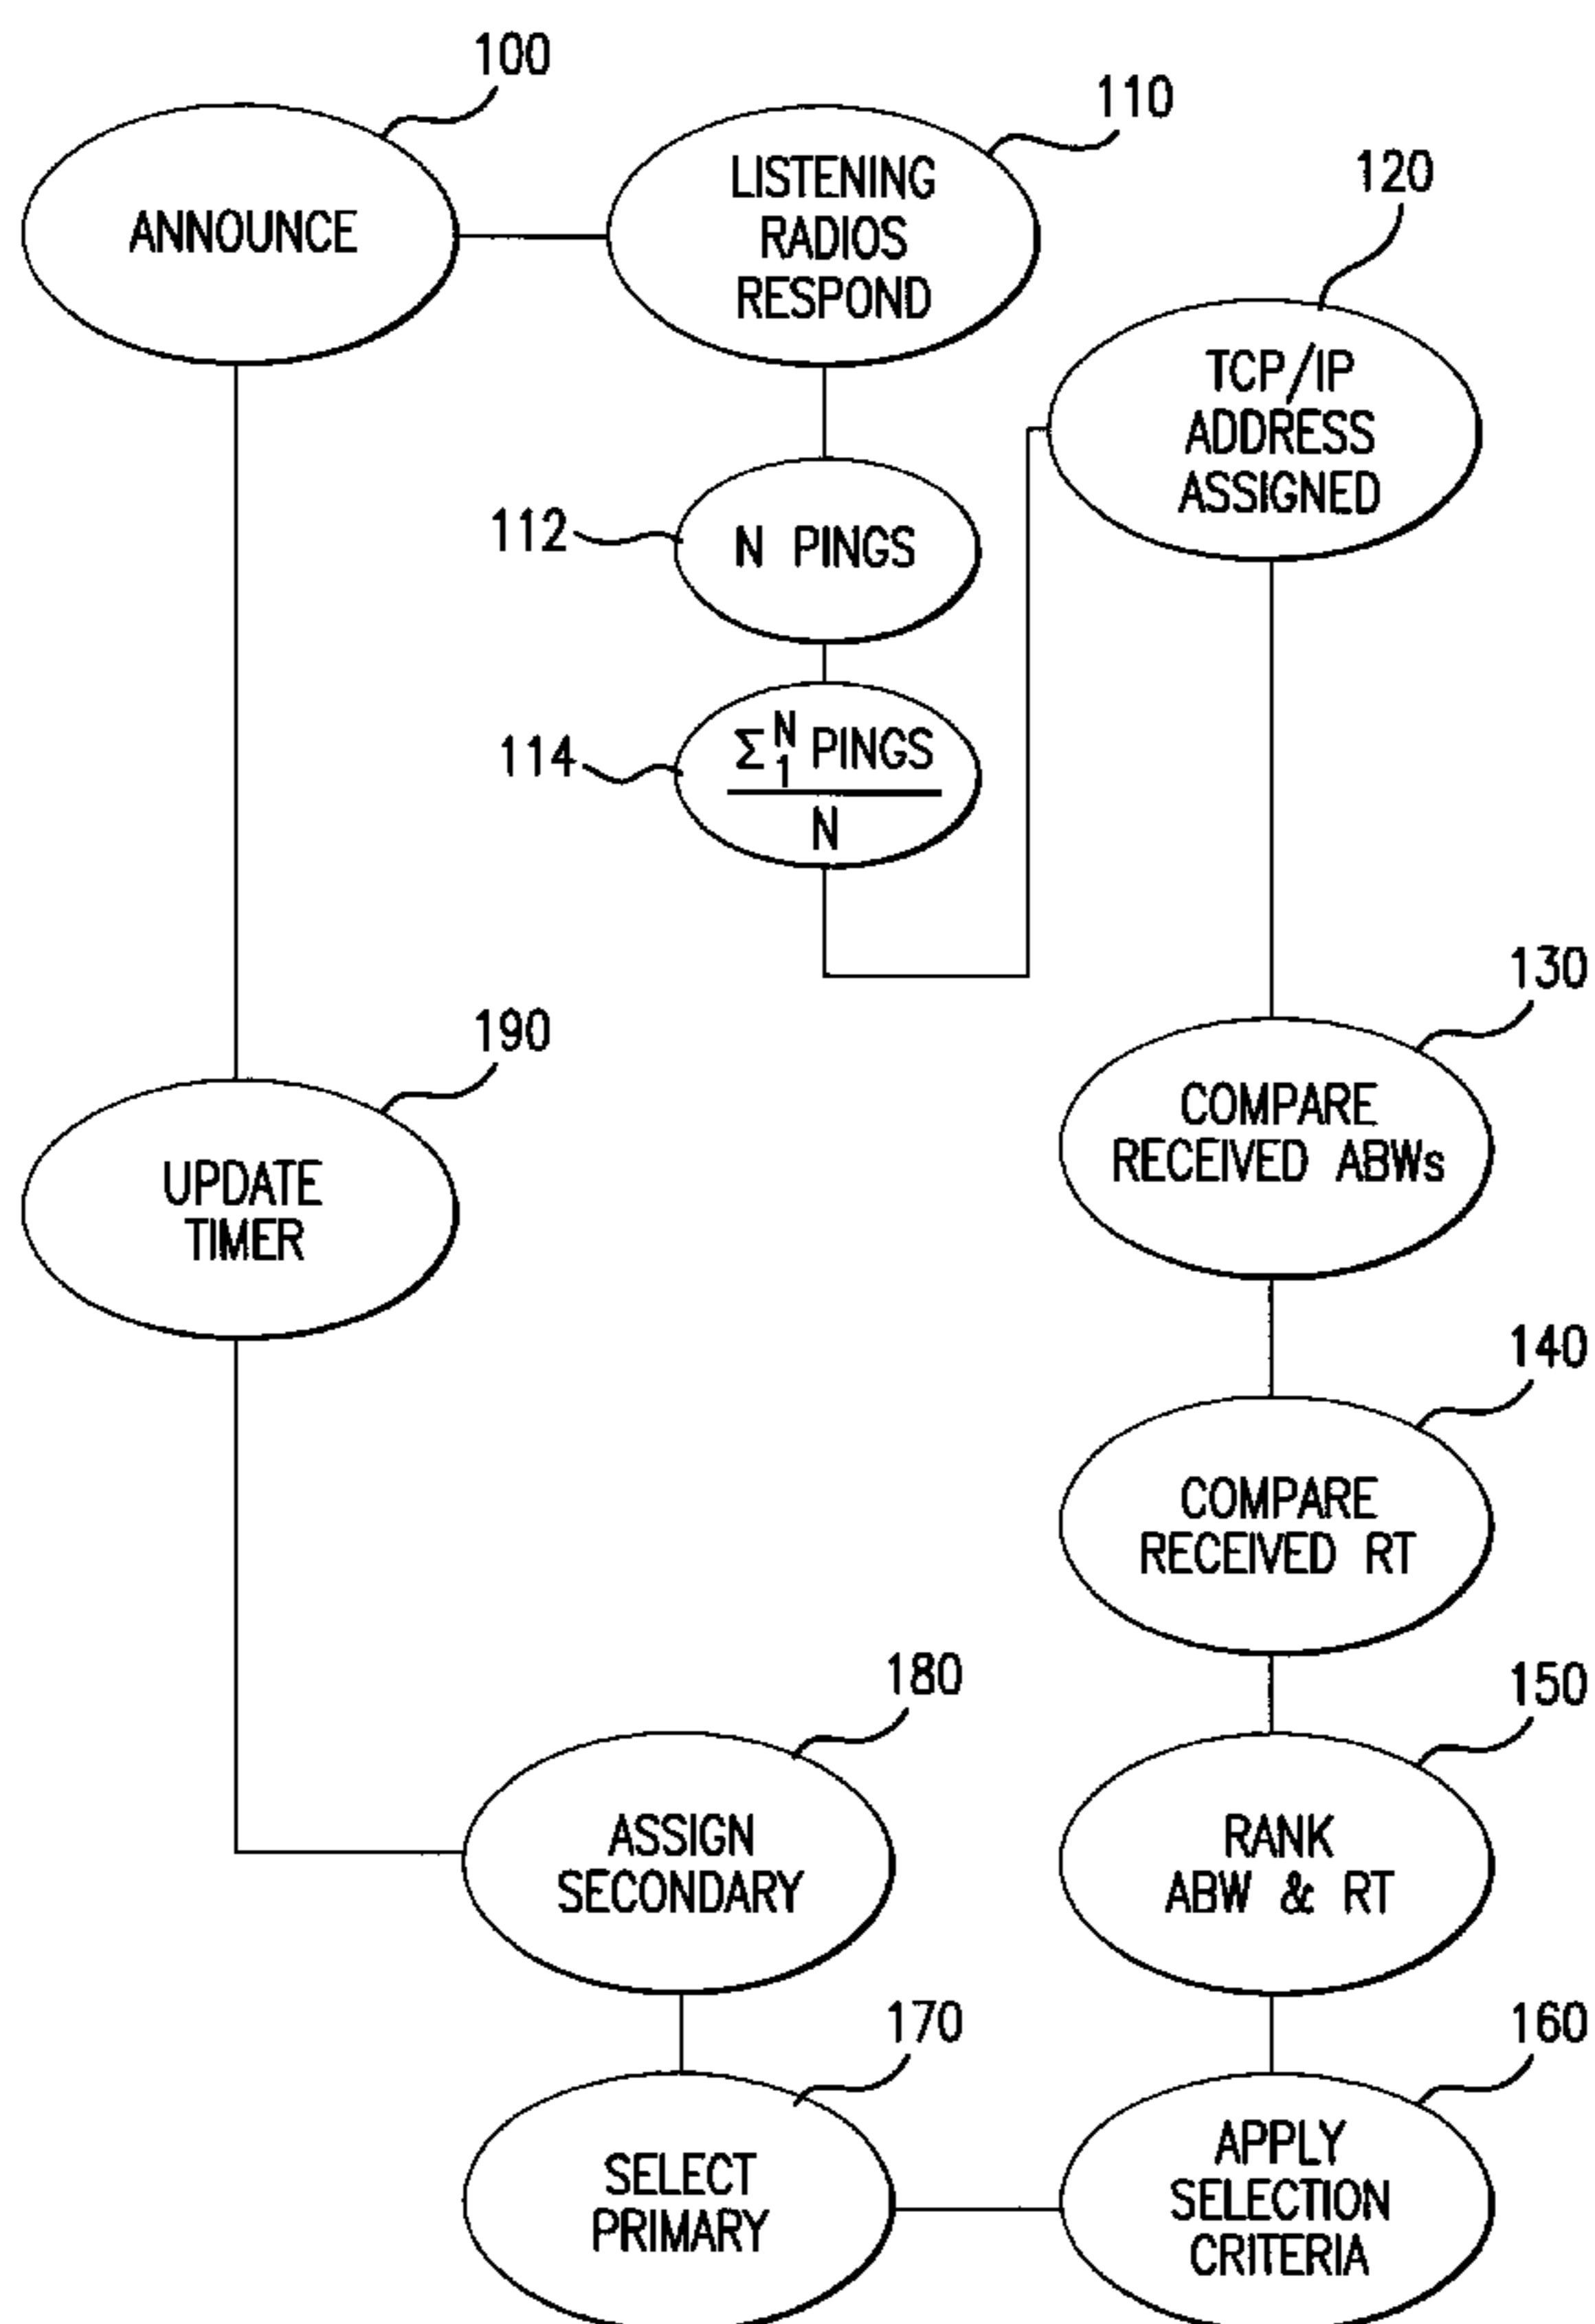 100
ANNOUNCE
110
LISTENING
RADIOS
RESPOND
120
TCP/IP
ADDRESS
ASSIGNED
112
N PINGS
114
Σ₁ᴺ PINGS
N
130
COMPARE
RECEIVED ABWs
190
UPDATE
TIMER
140
COMPARE
RECEIVED RT
180
ASSIGN
SECONDARY
150
RANK
ABW & RT
170
SELECT
PRIMARY
160
APPLY
SELECTION
CRITERIA